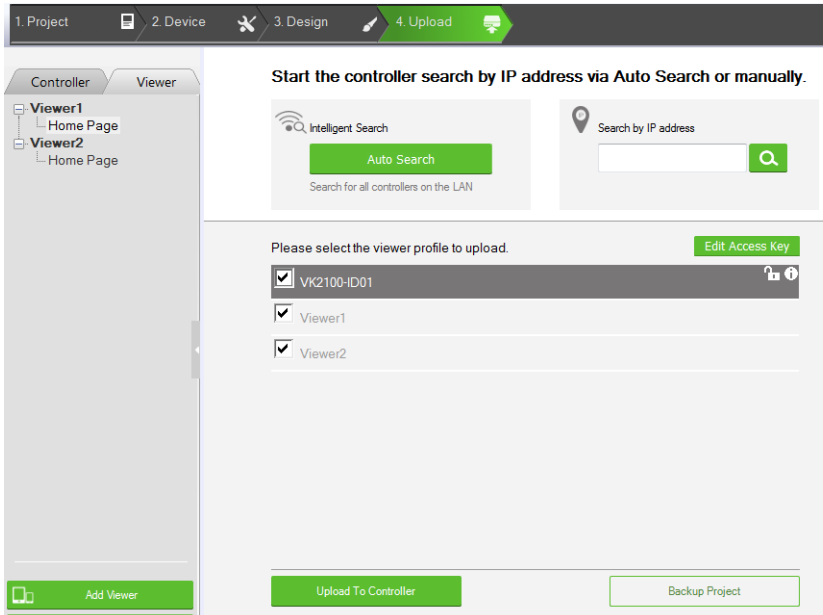 1. Project
2. Device
3. Design
4. Upload
Controller
Viewer
Viewer1
Home Page
Viewer2
Home Page
Add Viewer
Start the controller search by IP address via Auto Search or manually.
Intelligent Search
Auto Search
Search for all controllers on the LAN
Search by IP address
Please select the viewer profile to upload.
Edit Access Key
VK2100-ID01
Viewer1
Viewer2
Upload To Controller
Backup Project